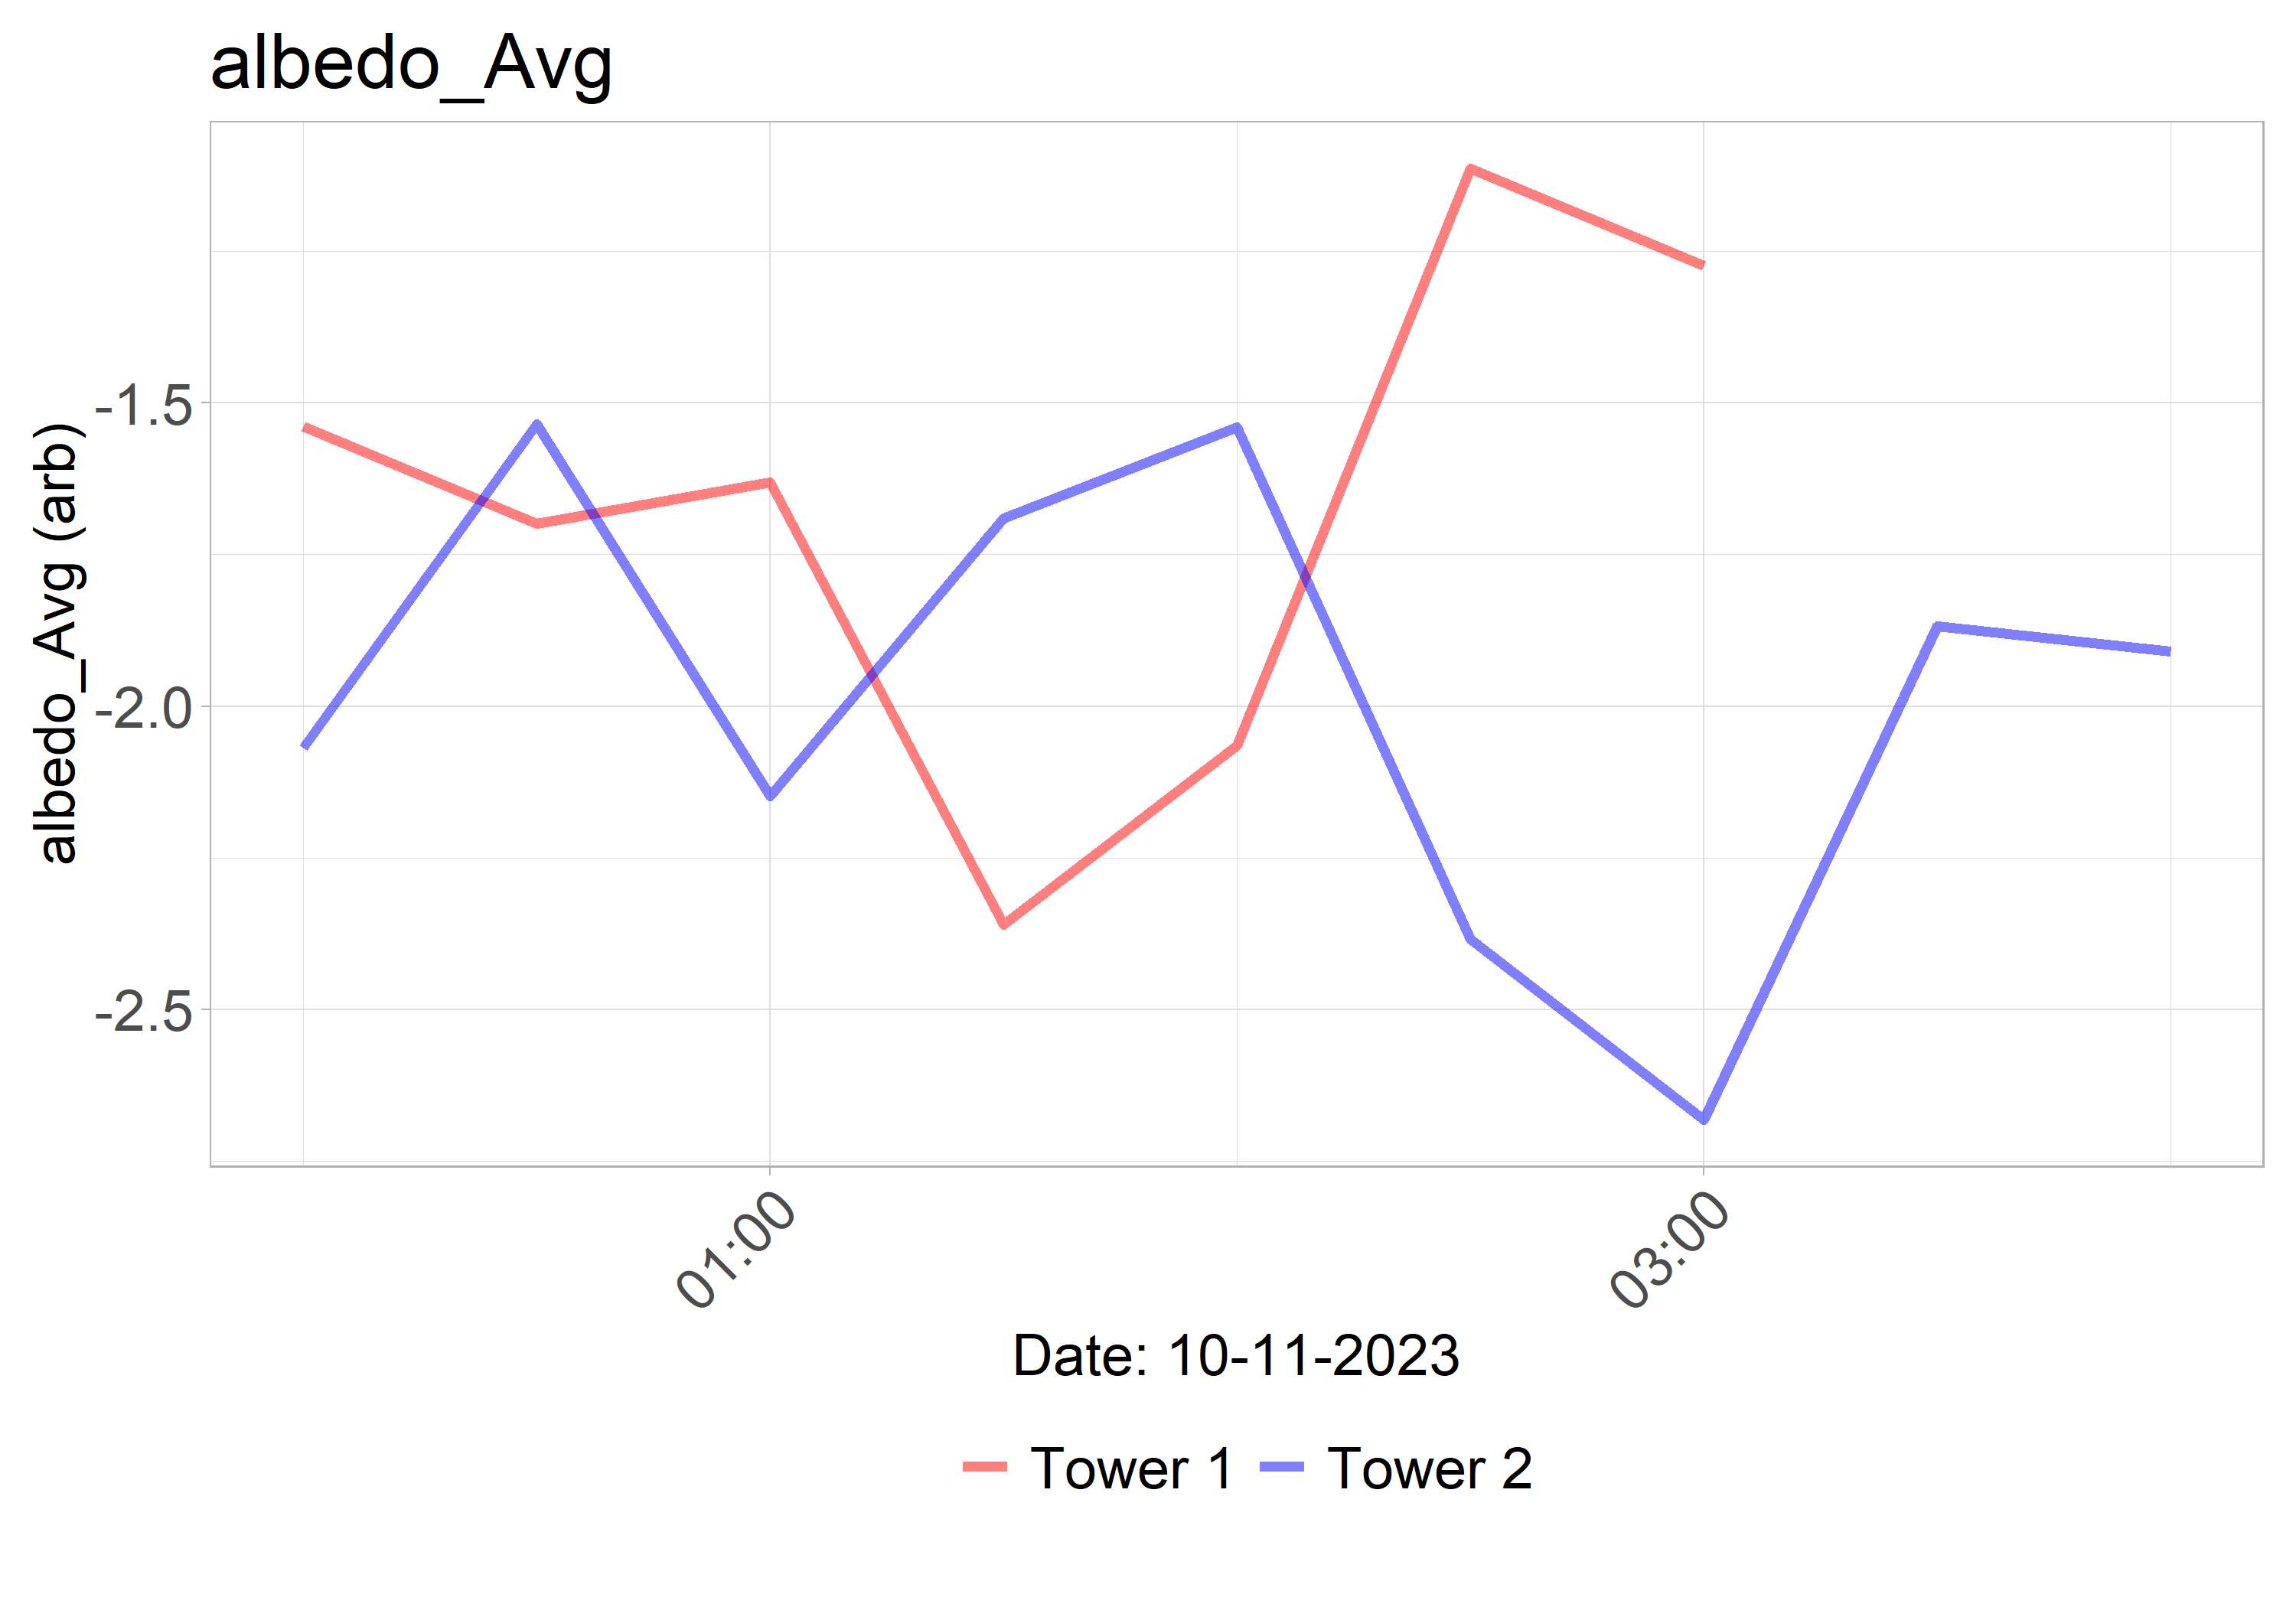 albedo_Avg
albedo_Avg (arb)
-1.5
-2.0
-2.5
01:00
03:00
Date: 10-11-2023
Tower 1
Tower 2